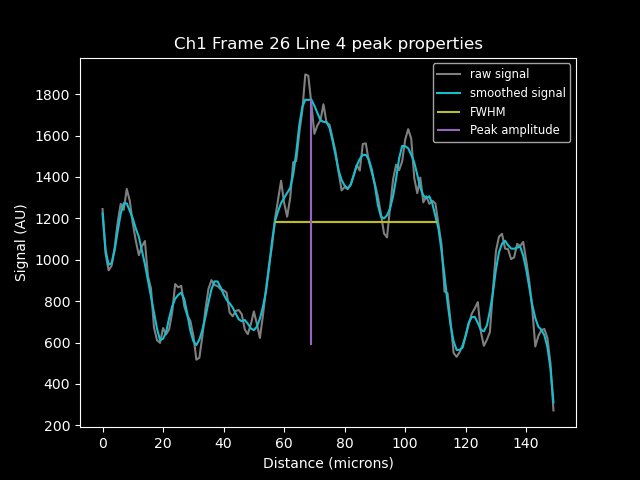 Ch1 Frame 26 Line 4 peak properties
raw signal
smoothed signal
FWHM
Peak amplitude
Signal (AU)
1800
1600
1400
1200
1000
800
600
400
200
0 20 40 60 80 100 120 140
Distance (microns)